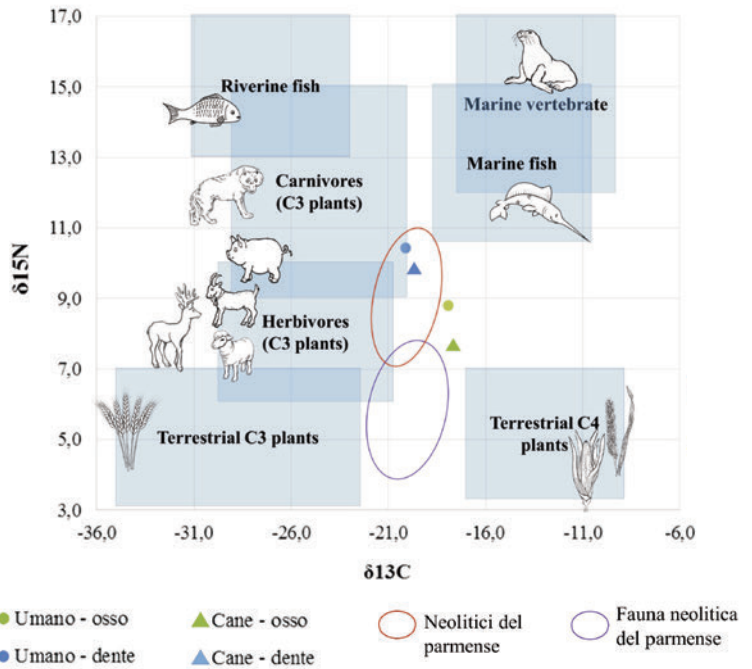 17,0
15,0
13,0
11,0
9,0
7,0
5,0
3,0
δ15N
Riverine fish
Marine vertebrate
Marine fish
Carnivores
(C3 plants)
Herbivores
(C3 plants)
Terrestrial C3 plants
Terrestrial C4
plants
-36,0 -31,0 -26,0 -21,0 -16,0 -11,0 -6,0
δ13C
Umano - osso
Cane - osso
Neolitici del
parmense
Fauna neolitica
del parmense
Umano - dente
Cane - dente